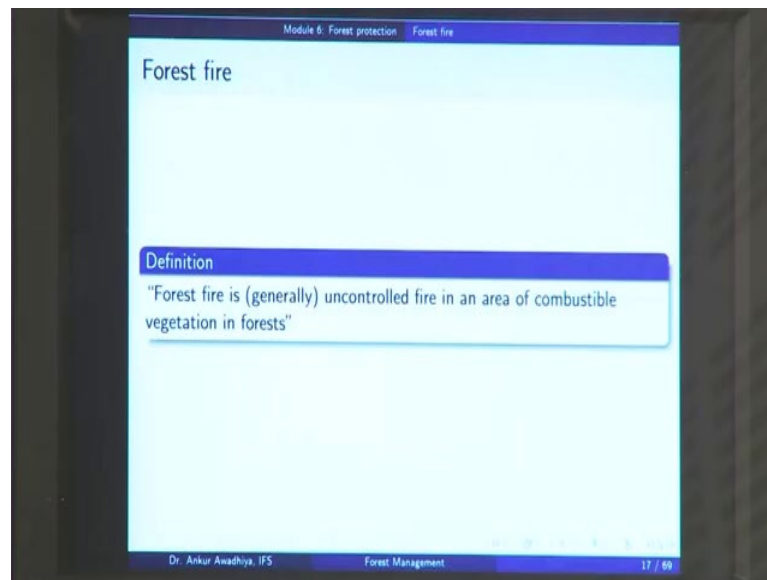 Module 6: Forest protection Forest fire
Forest fire
Definition
"Forest fire is (generally) uncontrolled fire in an area of combustible
vegetation in forests"
Dr. Ankur Awadhiya, IFS Forest Management 17 / 69